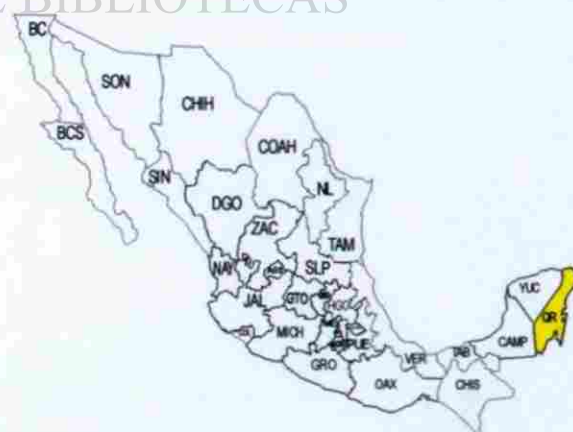 E BIBLIOTECAS
BC
SON
CHIH
BCS
COAH
SIN
NL
DGO
ZAC
TAM
NAY
SLP
YUC
JAL
GTO
HGO
QR
MICH
PUE
CAMP
VER
TAB
GRO
OAX
CHIS